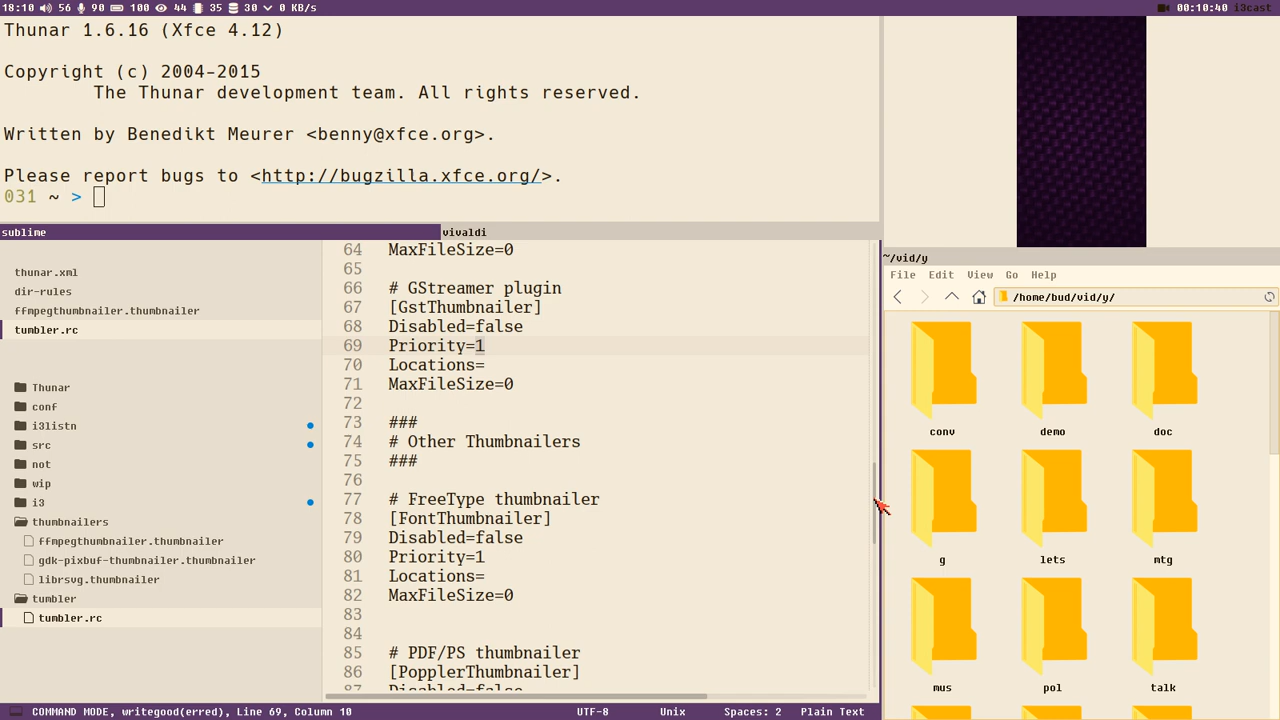 18:10 56 90 100 44 35 30 0 KB/s
00:10:40 i3cast
Thunar 1.6.16 (Xfce 4.12)
Copyright (c) 2004-2015
The Thunar development team. All rights reserved.
Written by Benedikt Meurer <benny@xfce.org>.
Please report bugs to <http://bugzilla.xfce.org/>.
031 ~ >
sublime
vivaldi
thunar.xml
dir-rules
ffmpegthumbnailer.thumbnailer
tumbler.rc
Thunar
conf
i3listn
src
not
wip
i3
thumbnailers
ffmpegthumbnailer.thumbnailer
gdk-pixbuf-thumbnailer.thumbnailer
librsvg.thumbnailer
tumbler
tumbler.rc
64 MaxFileSize=0
65
66 # GStreamer plugin
67 [GstThumbnailer]
68 Disabled=false
69 Priority=1
70 Locations=
71 MaxFileSize=0
72
73 ###
74 # Other Thumbnailers
75 ###
76
77 # FreeType thumbnailer
78 [FontThumbnailer]
79 Disabled=false
80 Priority=1
81 Locations=
82 MaxFileSize=0
83
84
85 # PDF/PS thumbnailer
86 [PopplerThumbnailer]
87 Disabled=false
~/vid/y
File Edit View Go Help
/home/bud/vid/y/
conv demo doc
g lets mtg
mus pol talk
COMMAND MODE, writegood(erred), Line 69, Column 10 UTF-8 Unix Spaces: 2 Plain Text